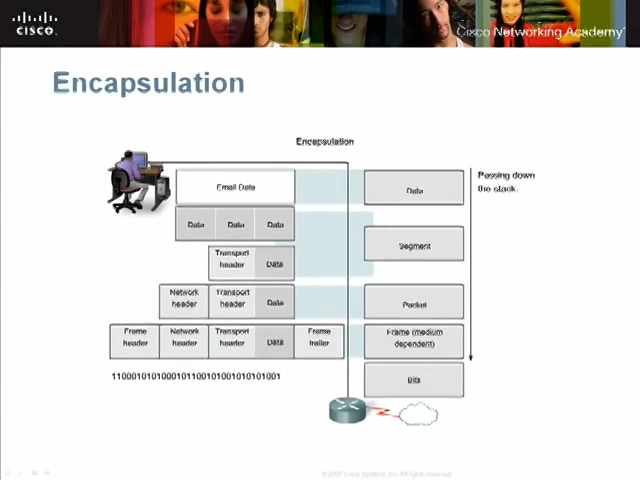 CISCO
Cisco Networking Academy
Encapsulation
Encapsulation
Email Data
Data
Passing down
the stack.
Data Data Data
Segment
Transport
header
Data
Network
header
Transport
header
Data
Packet
Frame
header
Network
header
Transport
header
Data
Frame
trailer
Frame (medium
dependent)
1100010101000101100101001010101001
Bits
©2007 Cisco Systems, Inc. All rights reserved.